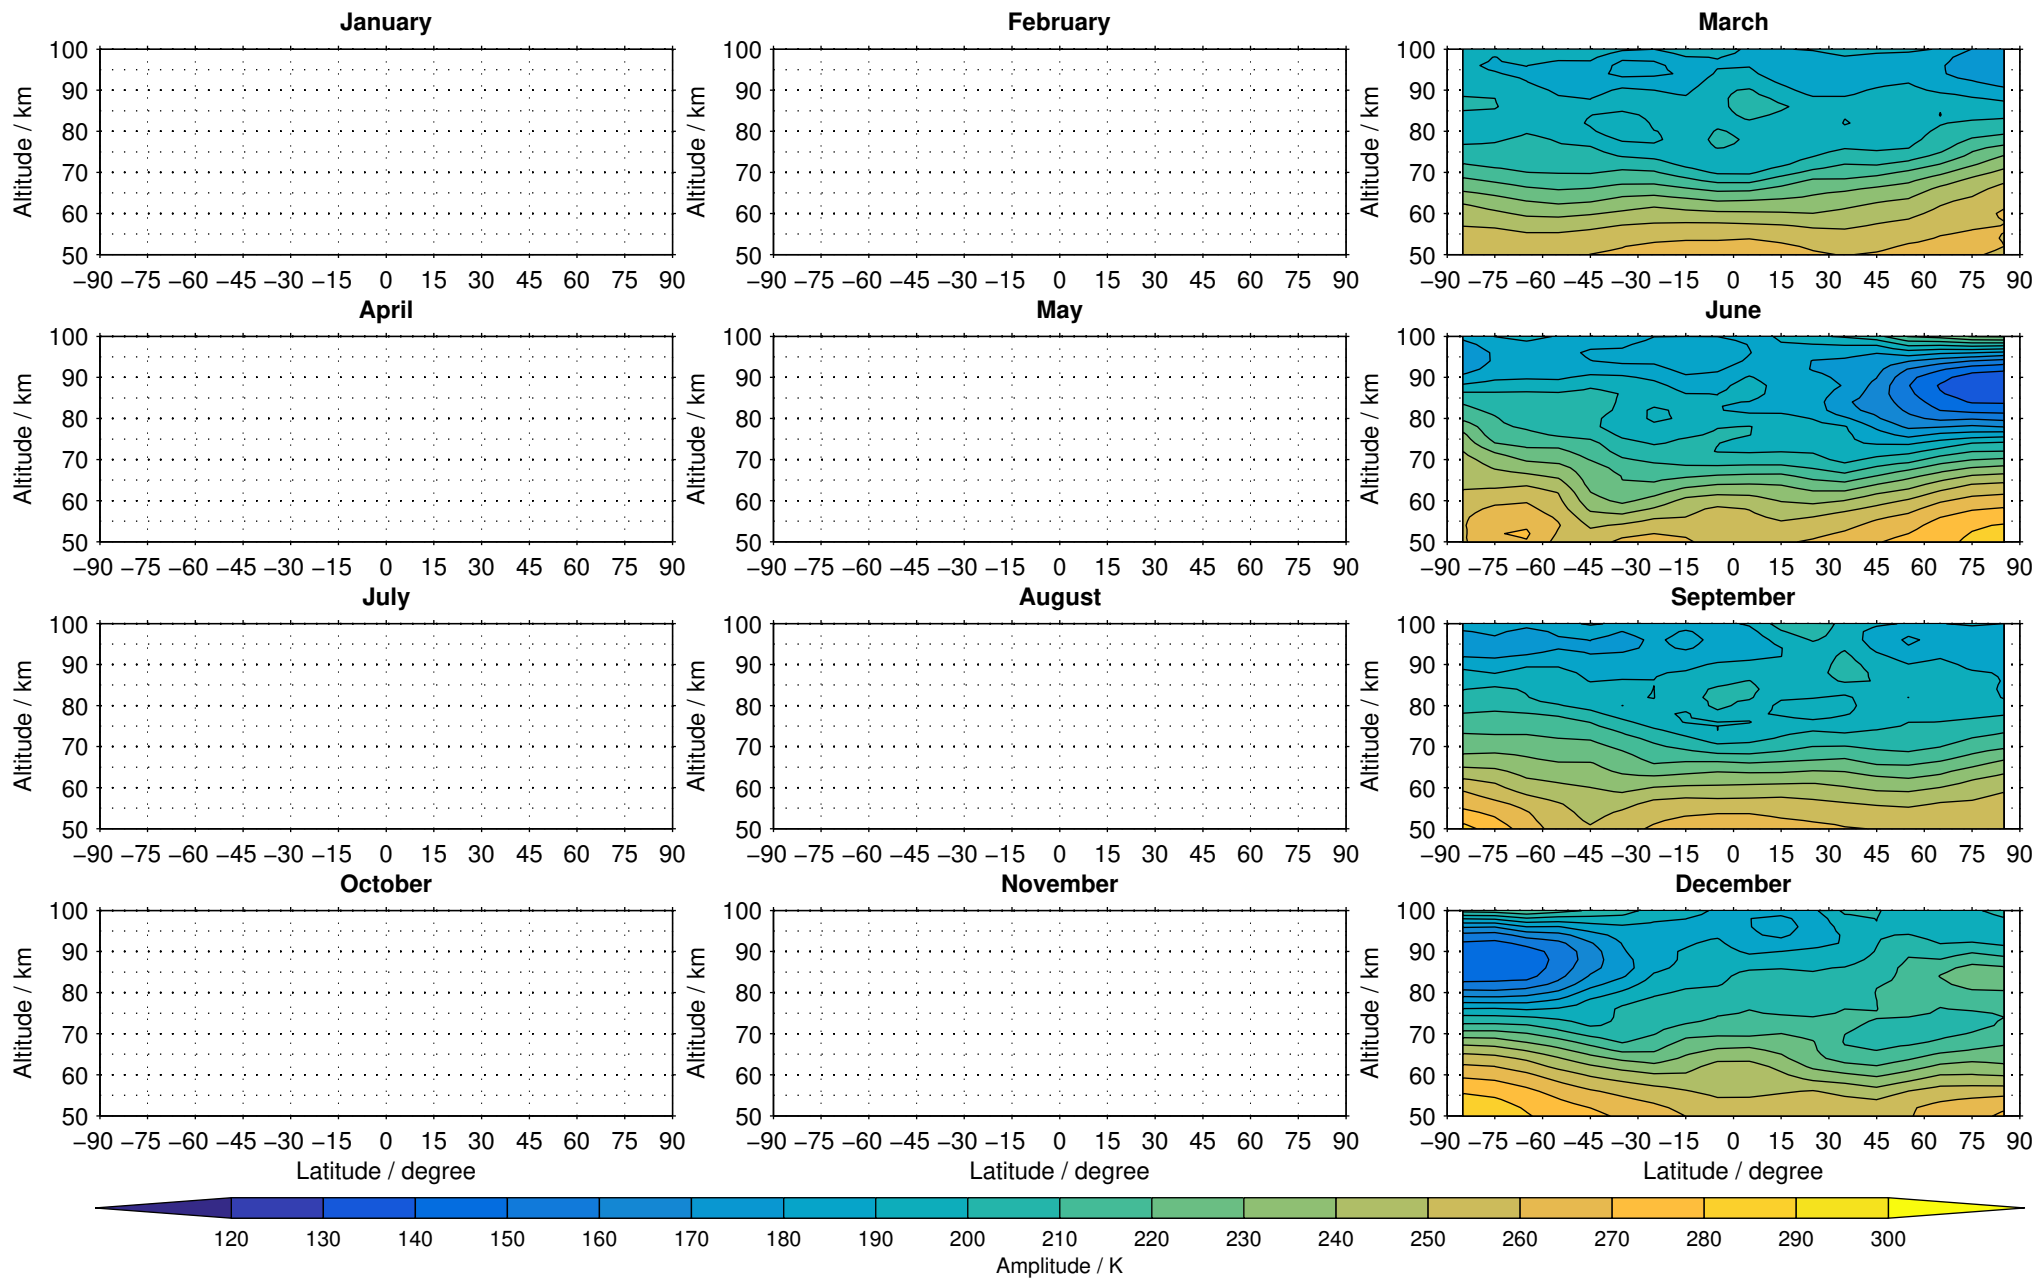 January February March
100 100 100
90 90 90
80 80 80
70 70 70
60 60 60
50 50 50
Altitude / km Altitude / km Altitude / km
−90 −75 −60 −45 −30 −15 0 15 30 45 60 75 90 −90 −75 −60 −45 −30 −15 0 15 30 45 60 75 90 −90 −75 −60 −45 −30 −15 0 15 30 45 60 75 90
April May June
100 100 100
90 90 90
80 80 80
70 70 70
60 60 60
50 50 50
Altitude / km Altitude / km Altitude / km
−90 −75 −60 −45 −30 −15 0 15 30 45 60 75 90 −90 −75 −60 −45 −30 −15 0 15 30 45 60 75 90 −90 −75 −60 −45 −30 −15 0 15 30 45 60 75 90
July August September
100 100 100
90 90 90
80 80 80
70 70 70
60 60 60
50 50 50
Altitude / km Altitude / km Altitude / km
−90 −75 −60 −45 −30 −15 0 15 30 45 60 75 90 −90 −75 −60 −45 −30 −15 0 15 30 45 60 75 90 −90 −75 −60 −45 −30 −15 0 15 30 45 60 75 90
October November December
100 100 100
90 90 90
80 80 80
70 70 70
60 60 60
50 50 50
Altitude / km Altitude / km Altitude / km
−90 −75 −60 −45 −30 −15 0 15 30 45 60 75 90 −90 −75 −60 −45 −30 −15 0 15 30 45 60 75 90 −90 −75 −60 −45 −30 −15 0 15 30 45 60 75 90
Latitude / degree Latitude / degree Latitude / degree
120 130 140 150 160 170 180 190 200 210 220 230 240 250 260 270 280 290 300
Amplitude / K